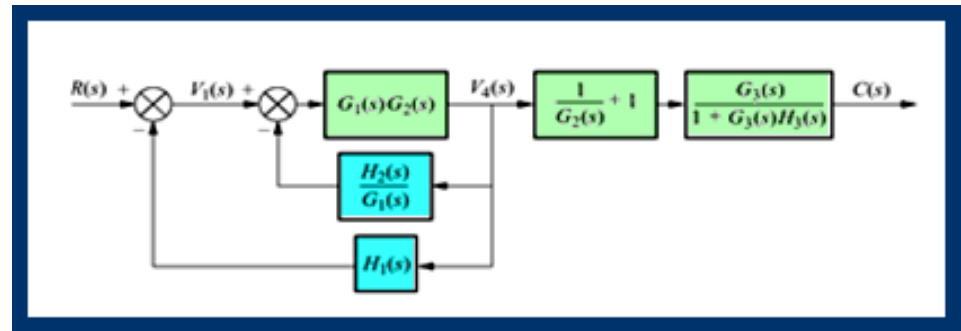 R(s) + V₁(s) + G₁(s)G₂(s) V₄(s) 1/G₂(s) + 1 G₃(s)/1 + G₃(s)H₃(s) C(s)
− −
H₂(s)/G₁(s)
H₁(s)